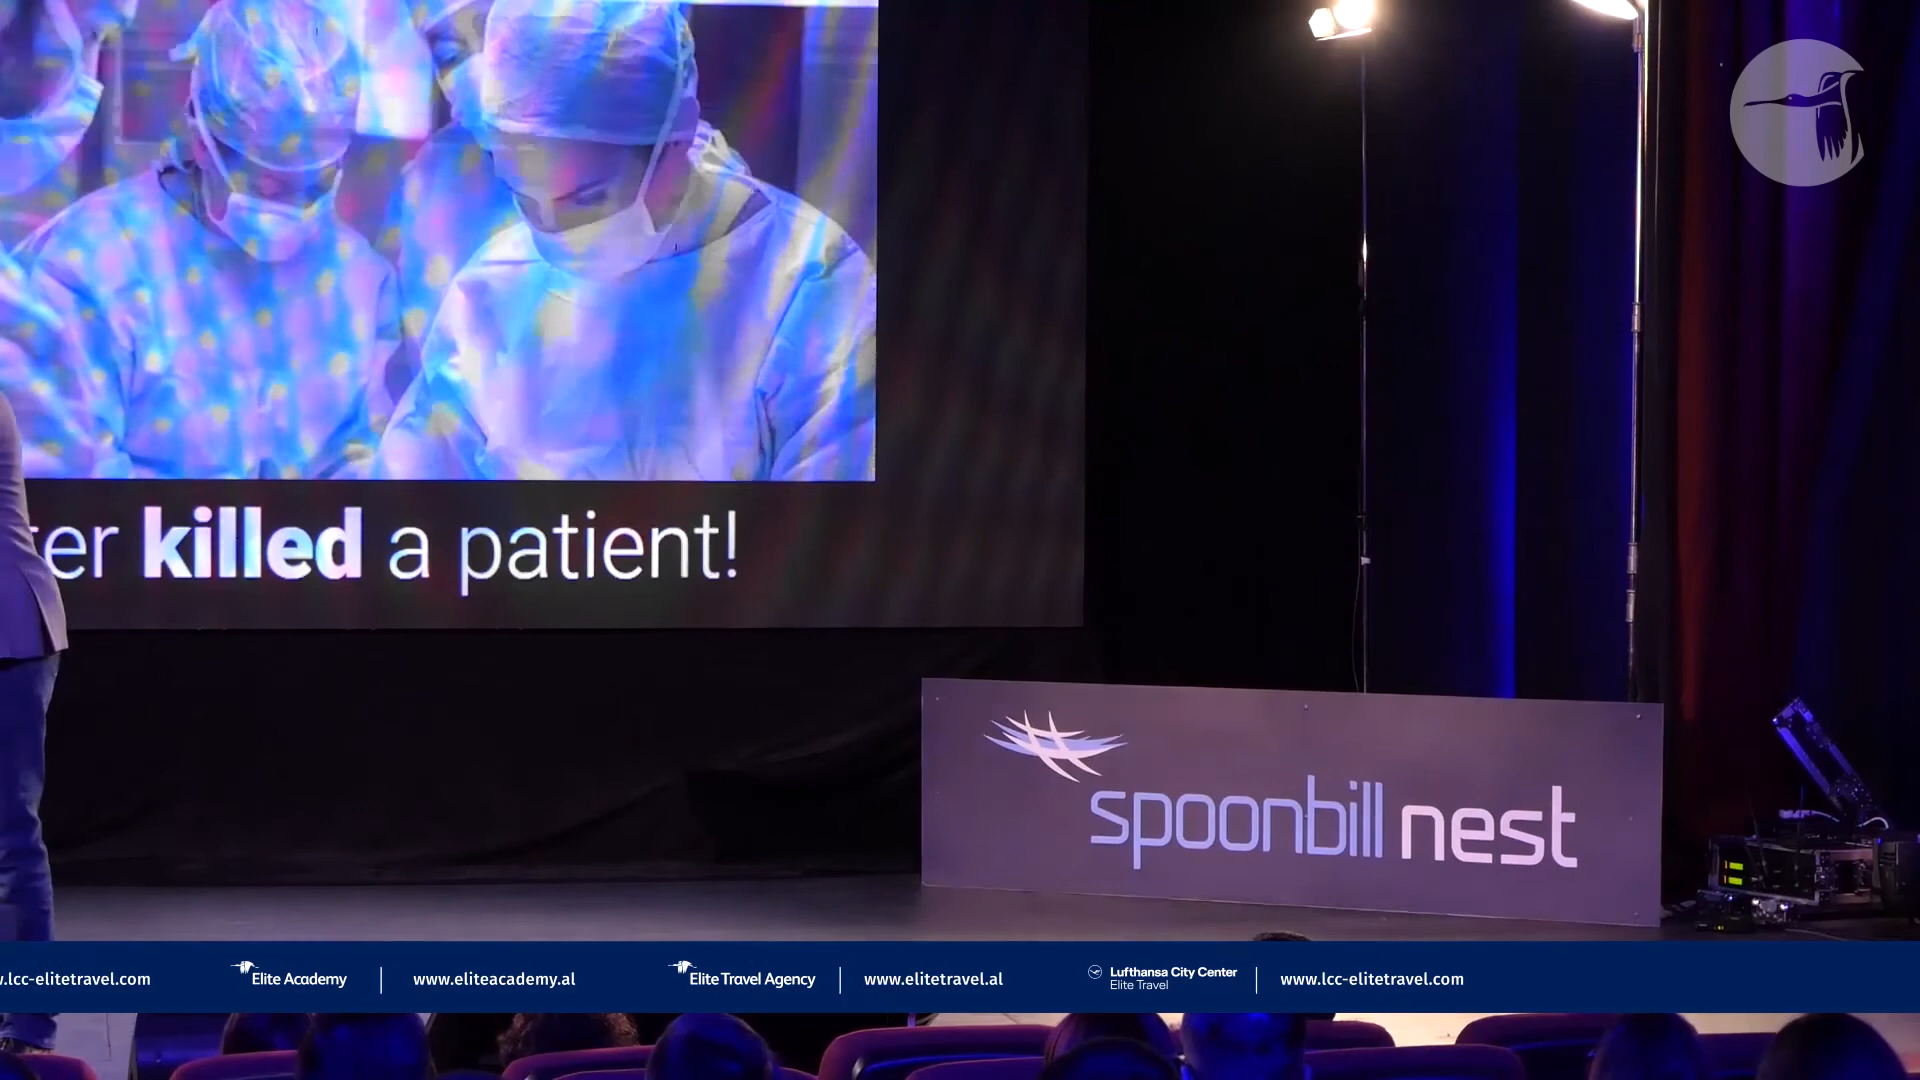 killed a patient!
spoonbill nest
www.lcc-elitetravel.com
Elite Academy
www.eliteacademy.al
Elite Travel Agency
www.elitetravel.al
Lufthansa City Center
Elite Travel
www.lcc-elitetravel.com